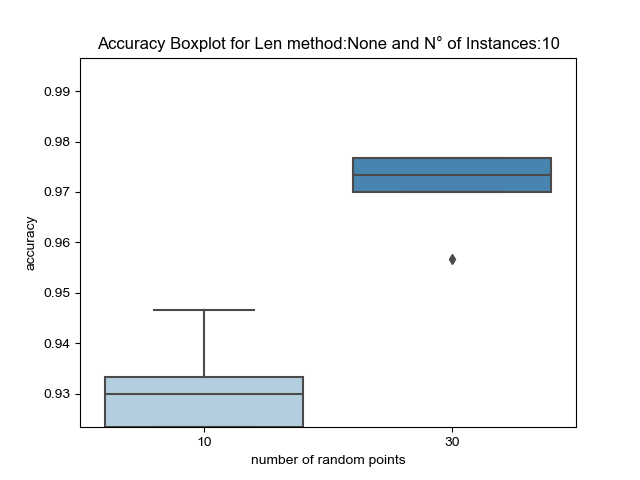 Accuracy Boxplot for Len method:None and N° of Instances:10
0.99
0.98
0.97
0.96
0.95
0.94
0.93
accuracy
10 30
number of random points